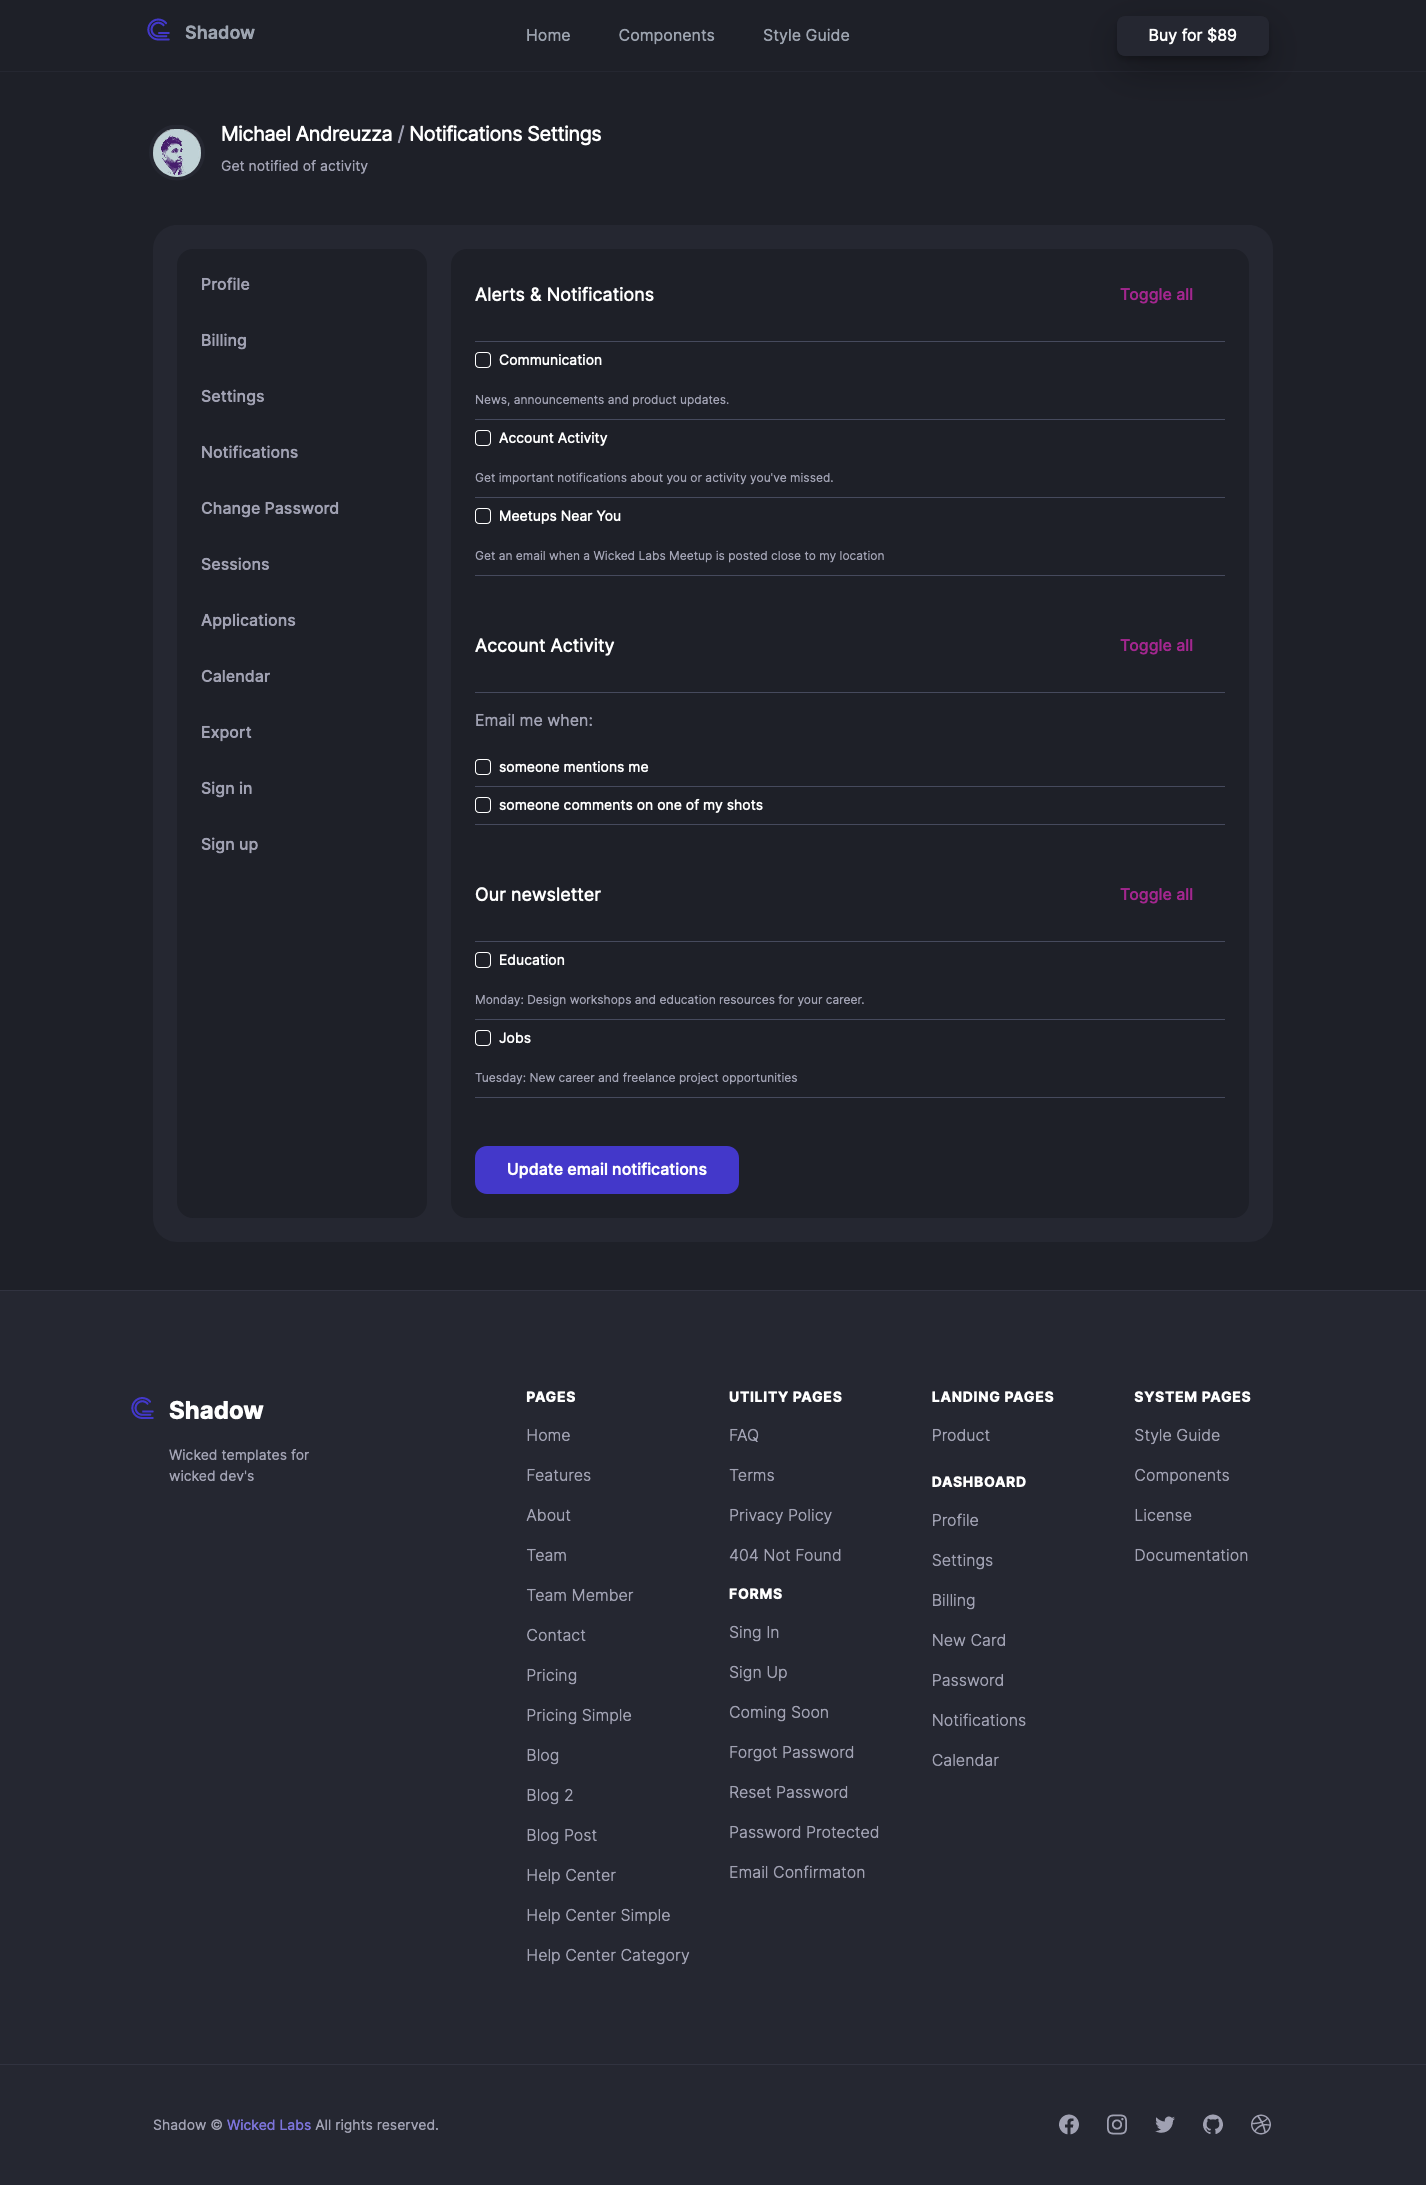 Shadow
Home
Components
Style Guide
Buy for $89
Michael Andreuzza / Notifications Settings
Get notified of activity
Profile
Billing
Settings
Notifications
Change Password
Sessions
Applications
Calendar
Export
Sign in
Sign up
Alerts & Notifications
Toggle all
Communication
News, announcements and product updates.
Account Activity
Get important notifications about you or activity you've missed.
Meetups Near You
Get an email when a Wicked Labs Meetup is posted close to my location
Account Activity
Toggle all
Email me when:
someone mentions me
someone comments on one of my shots
Our newsletter
Toggle all
Education
Monday: Design workshops and education resources for your career.
Jobs
Tuesday: New career and freelance project opportunities
Update email notifications
Shadow
Wicked templates for
wicked dev's
PAGES
Home
Features
About
Team
Team Member
Contact
Pricing
Pricing Simple
Blog
Blog 2
Blog Post
Help Center
Help Center Simple
Help Center Category
UTILITY PAGES
FAQ
Terms
Privacy Policy
404 Not Found
FORMS
Sing In
Sign Up
Coming Soon
Forgot Password
Reset Password
Password Protected
Email Confirmaton
LANDING PAGES
Product
DASHBOARD
Profile
Settings
Billing
New Card
Password
Notifications
Calendar
SYSTEM PAGES
Style Guide
Components
License
Documentation
Shadow © Wicked Labs All rights reserved.